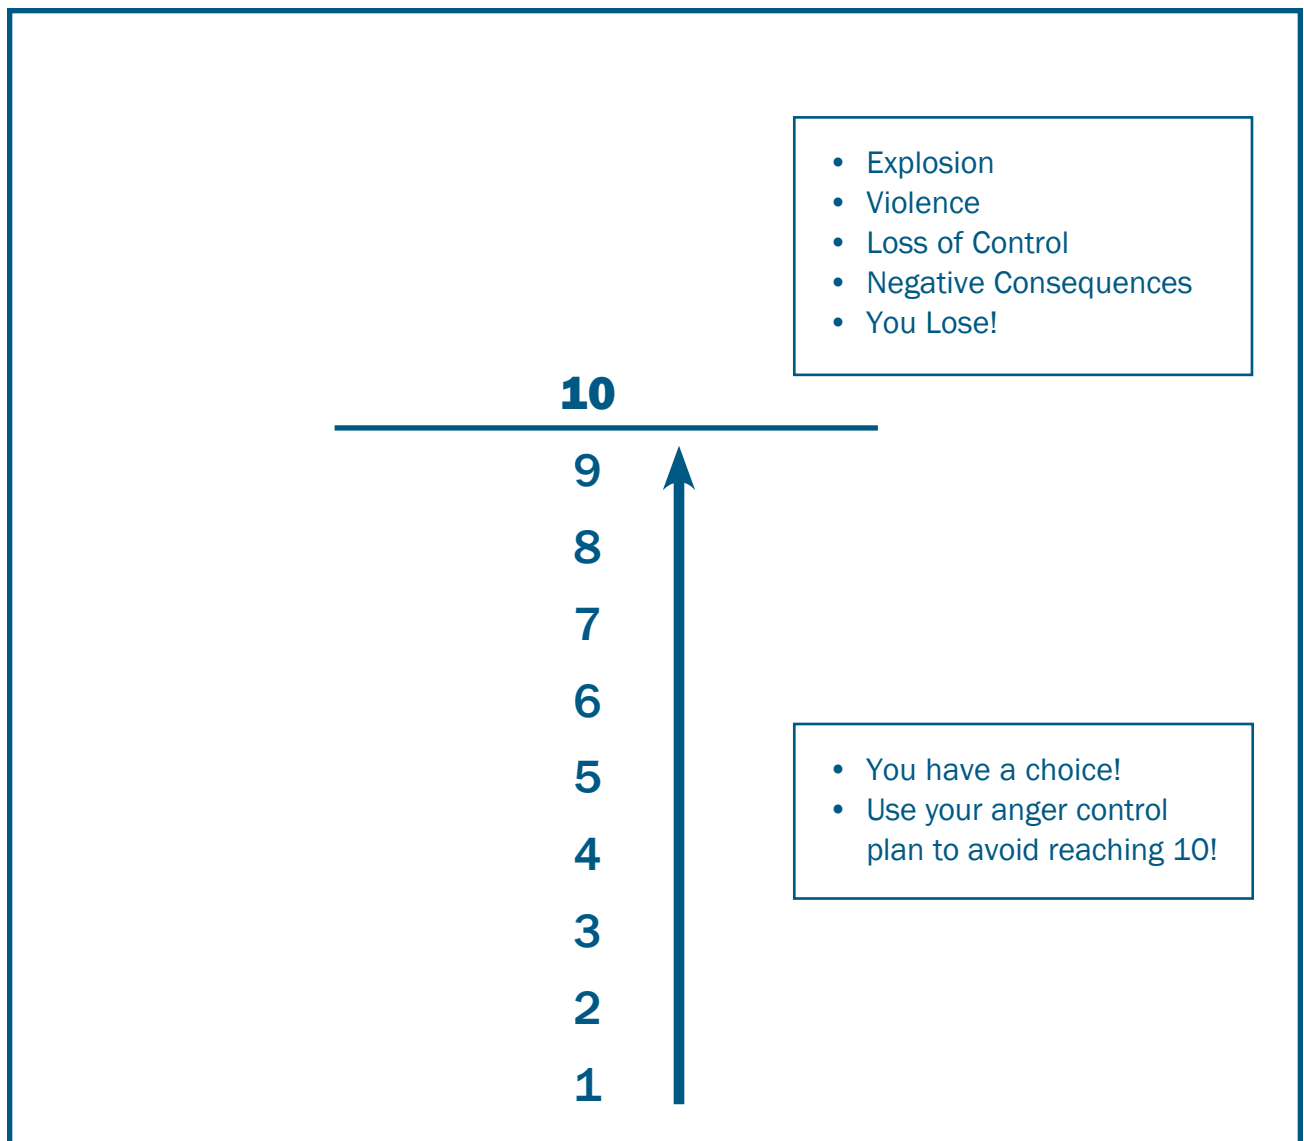 • Explosion
• Violence
• Loss of Control
• Negative Consequences
• You Lose!
10
9
8
7
6
5
• You have a choice!
• Use your anger control
plan to avoid reaching 10!
4
3
2
1